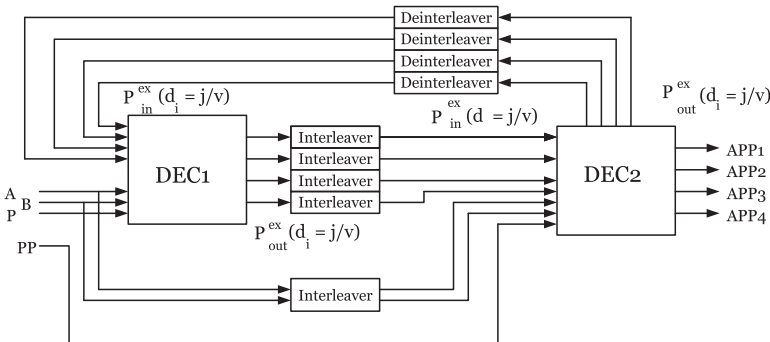 Deinterleaver
Deinterleaver
Deinterleaver
Deinterleaver
P in ex (d i = j/v)
P in ex (d = j/v)
P out ex (d i = j/v)
Interleaver
Interleaver
Interleaver
Interleaver
DEC1
DEC2
APP1
APP2
APP3
APP4
A
B
P
P out ex (d i = j/v)
PP
Interleaver